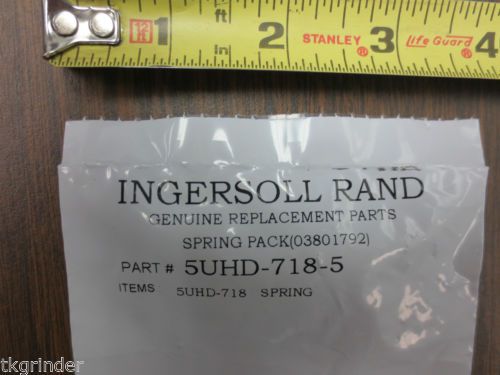 1 ft 2 STANLEY 3 Life Guard 4
INGERSOLL RAND
GENUINE REPLACEMENT PARTS
SPRING PACK(03801792)
PART # 5UHD-718-5
ITEMS: 5UHD-718 SPRING
tkgrinder